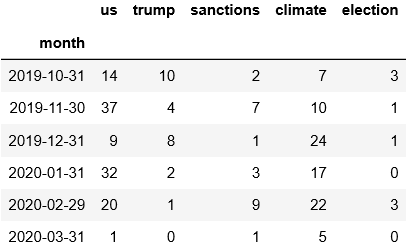 us trump sanctions climate election
month
2019-10-31 14 10 2 7 3
2019-11-30 37 4 7 10 1
2019-12-31 9 8 1 24 1
2020-01-31 32 2 3 17 0
2020-02-29 20 1 9 22 3
2020-03-31 1 0 1 5 0